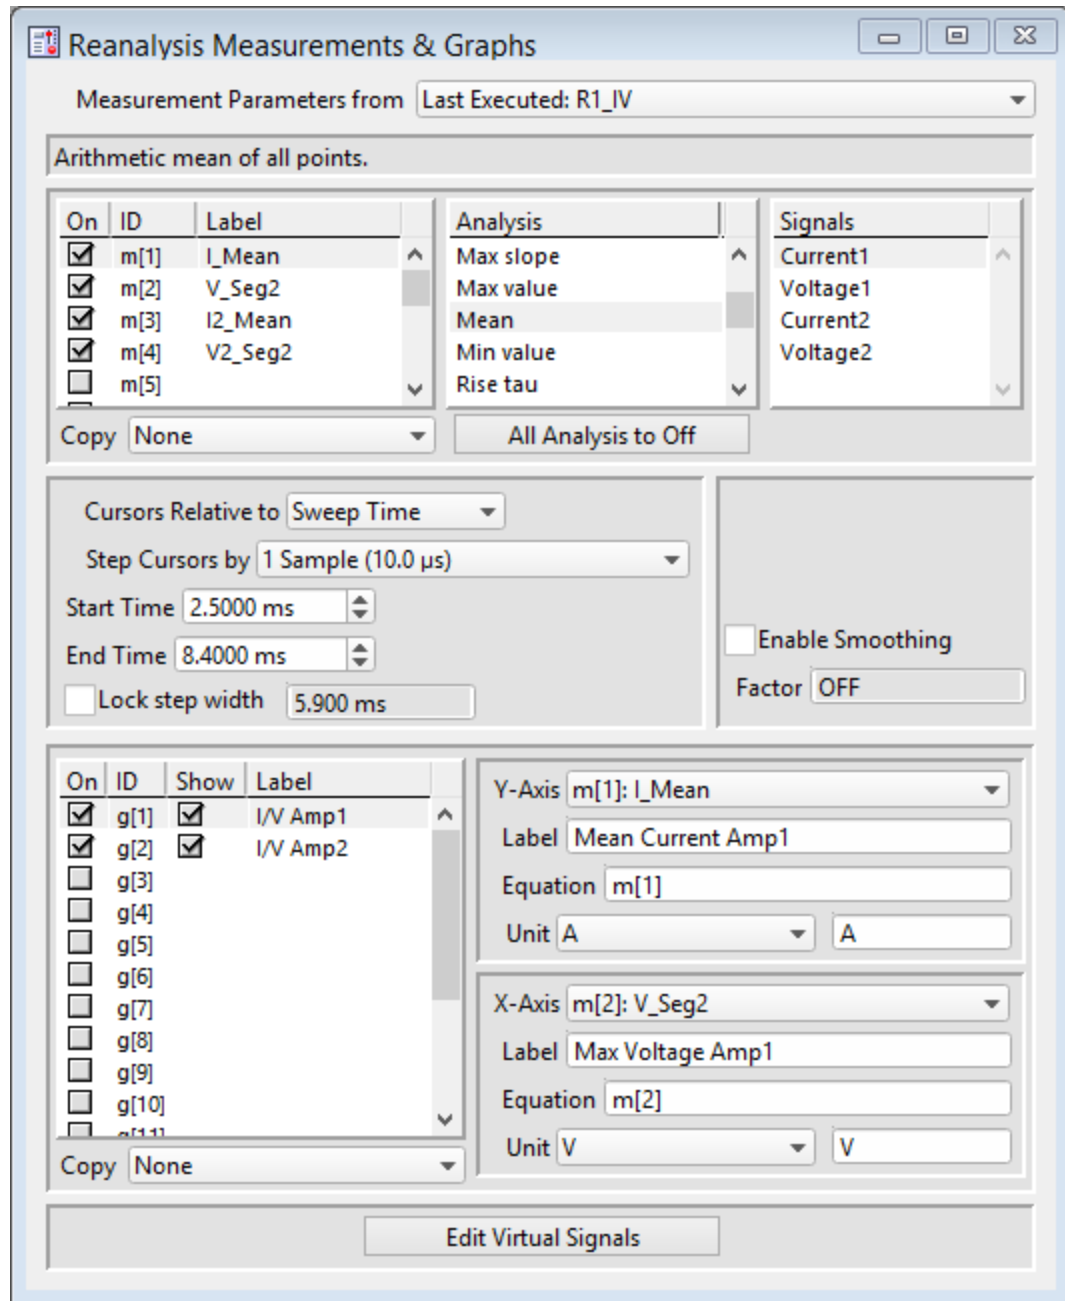 Reanalysis Measurements & Graphs
Measurement Parameters from Last Executed: R1_IV
Arithmetic mean of all points.
On ID Label
m[1] I_Mean
m[2] V_Seg2
m[3] I2_Mean
m[4] V2_Seg2
m[5]
Copy None
Analysis
Max slope
Max value
Mean
Min value
Rise tau
All Analysis to Off
Signals
Current1
Voltage1
Current2
Voltage2
Cursors Relative to Sweep Time
Step Cursors by 1 Sample (10.0 µs)
Start Time 2.5000 ms
End Time 8.4000 ms
Lock step width 5.900 ms
Enable Smoothing
Factor OFF
On ID Show Label
g[1] I/V Amp1
g[2] I/V Amp2
g[3]
g[4]
g[5]
g[6]
g[7]
g[8]
g[9]
g[10]
g[11]
Copy None
Y-Axis m[1]: I_Mean
Label Mean Current Amp1
Equation m[1]
Unit A A
X-Axis m[2]: V_Seg2
Label Max Voltage Amp1
Equation m[2]
Unit V V
Edit Virtual Signals